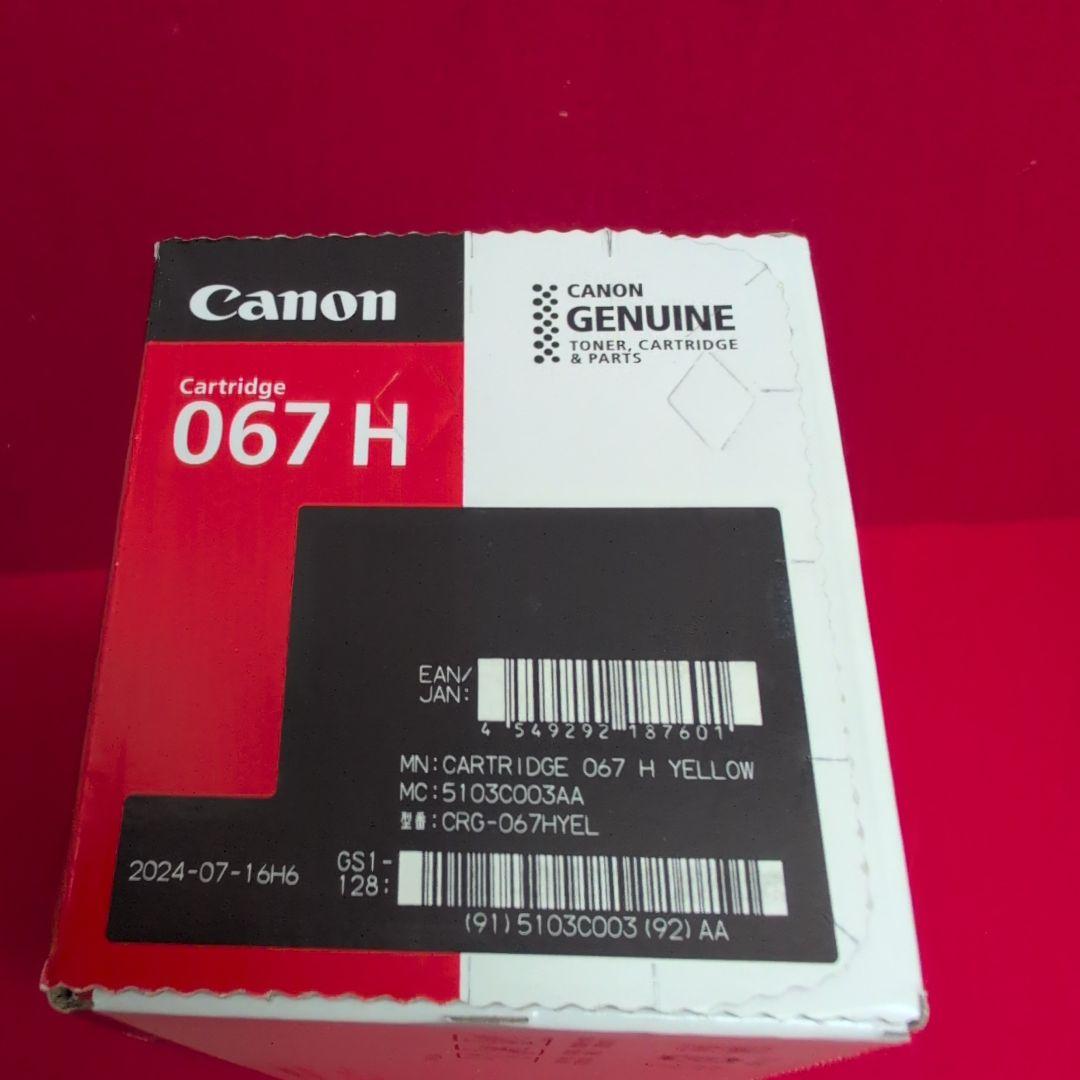 Canon
CANON
GENUINE
TONER, CARTRIDGE
& PARTS
Cartridge
067 H
EAN/
JAN:
4 549292 187601
MN:CARTRIDGE 067 H YELLOW
MC:5103C003AA
型番:CRG-067HYEL
2024-07-16H6
GS1-
128:
(91)5103C003(92)AA